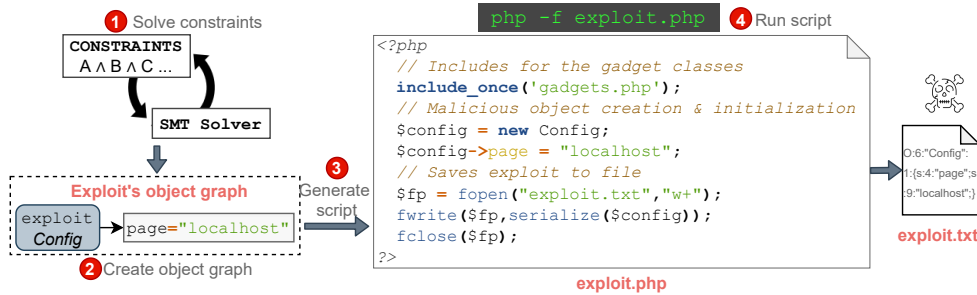 1 Solve constraints
CONSTRAINTS
A ∧ B ∧ C ...
SMT Solver
Exploit's object graph
exploit
Config
page="localhost"
2 Create object graph
3
Generate
script
php -f exploit.php
4 Run script
<?php
// Includes for the gadget classes
include_once('gadgets.php');
// Malicious object creation & initialization
$config = new Config;
$config->page = "localhost";
// Saves exploit to file
$fp = fopen("exploit.txt","w+");
fwrite($fp,serialize($config));
fclose($fp);
?>
exploit.php
O:6:"Config":
1:{s:4:"page";s
:9:"localhost";}
exploit.txt